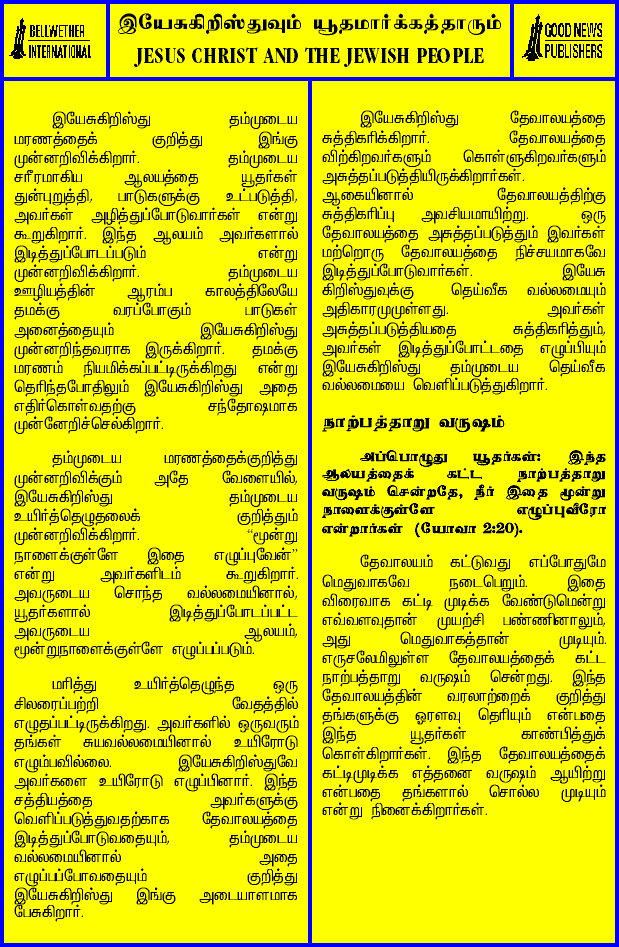 BELLWETHER
INTERNATIONAL
இயேசுகிறிஸ்துவும் யூதமார்க்கத்தாரும்
JESUS CHRIST AND THE JEWISH PEOPLE
GOOD NEWS
PUBLISHERS
இயேசுகிறிஸ்து தம்முடைய
மரணத்தைக் குறித்து இங்கு
முன்னறிவிக்கிறார். தம்முடைய
சரீரமாகிய ஆலயத்தை யூதர்கள்
துன்புறுத்தி, பாடுகளுக்கு உட்படுத்தி,
அவர்கள் அழித்துப்போடுவார்கள் என்று
கூறுகிறார். இந்த ஆலயம் அவர்களால்
இடித்துப்போடப்படும் என்று
முன்னறிவிக்கிறார். தம்முடைய
ஊழியத்தின் ஆரம்ப காலத்திலேயே
தமக்கு வரப்போகும் பாடுகள்
அனைத்தையும் இயேசுகிறிஸ்து
முன்னறிந்தவராக இருக்கிறார். தமக்கு
மரணம் நியமிக்கப்பட்டிருக்கிறது என்று
தெரிந்தபோதிலும் இயேசுகிறிஸ்து அதை
எதிர்கொள்வதற்கு சந்தோஷமாக
முன்னேறிச்செல்கிறார்.
தம்முடைய மரணத்தைக்குறித்து
முன்னறிவிக்கும் அதே வேளையில்,
இயேசுகிறிஸ்து தம்முடைய
உயிர்த்தெழுதலைக் குறித்தும்
முன்னறிவிக்கிறார். “மூன்று
நாளைக்குள்ளே இதை எழுப்புவேன்”
என்று அவர்களிடம் கூறுகிறார்.
அவருடைய சொந்த வல்லமையினால்,
யூதர்களால் இடித்துப்போடப்பட்ட
அவருடைய ஆலயம்,
மூன்றுநாளைக்குள்ளே எழுப்பப்படும்.
மரித்து உயிர்த்தெழுந்த ஒரு
சிலரைப்பற்றி வேதத்தில்
எழுதப்பட்டிருக்கிறது. அவர்களில் ஒருவரும்
தங்கள் சுயவல்லமையினால் உயிரோடு
எழும்பவில்லை. இயேசுகிறிஸ்துவே
அவர்களை உயிரோடு எழுப்பினார். இந்த
சத்தியத்தை அவர்களுக்கு
வெளிப்படுத்துவதற்காக தேவாலயத்தை
இடித்துப்போடுவதையும், தம்முடைய
வல்லமையினால் அதை
எழுப்பப்போவதையும் குறித்து
இயேசுகிறிஸ்து இங்கு அடையாளமாக
பேசுகிறார்.
இயேசுகிறிஸ்து தேவாலயத்தை
சுத்திகரிக்கிறார். தேவாலயத்தை
விற்கிறவர்களும் கொள்ளுகிறவர்களும்
அசுத்தப்படுத்தியிருக்கிறார்கள்.
ஆகையினால் தேவாலயத்திற்கு
சுத்திகரிப்பு அவசியமாயிற்று. ஒரு
தேவாலயத்தை அசுத்தப்படுத்தும் இவர்கள்
மற்றொரு தேவாலயத்தை நிச்சயமாகவே
இடித்துப்போடுவார்கள். இயேசு
கிறிஸ்துவுக்கு தெய்வீக வல்லமையும்
அதிகாரமுமுள்ளது. அவர்கள்
அசுத்தப்படுத்தியதை சுத்திகரித்தும்,
அவர்கள் இடித்துப்போட்டதை எழுப்பியும்
இயேசுகிறிஸ்து தம்முடைய தெய்வீக
வல்லமையை வெளிப்படுத்துகிறார்.
நாற்பத்தாறு வருஷம்
அப்பொழுது யூதர்கள்: இந்த
ஆலயத்தைக் கட்ட நாற்பத்தாறு
வருஷம் சென்றதே, நீர் இதை மூன்று
நாளைக்குள்ளே எழுப்புவீரோ
என்றார்கள் (யோவா 2:20).
தேவாலயம் கட்டுவது எப்போதுமே
மெதுவாகவே நடைபெறும். இதை
விரைவாக கட்டி முடிக்க வேண்டுமென்று
எவ்வளவுதான் முயற்சி பண்ணினாலும்,
அது மெதுவாகத்தான் முடியும்.
எருசலேமிலுள்ள தேவாலயத்தைக் கட்ட
நாற்பத்தாறு வருஷம் சென்றது. இந்த
தேவாலயத்தின் வரலாற்றைக் குறித்து
தங்களுக்கு ஓரளவு தெரியும் என்பதை
இந்த யூதர்கள் காண்பித்துக்
கொள்கிறார்கள். இந்த தேவாலயத்தைக்
கட்டிமுடிக்க எத்தனை வருஷம் ஆயிற்று
என்பதை தங்களால் சொல்ல முடியும்
என்று நினைக்கிறார்கள்.